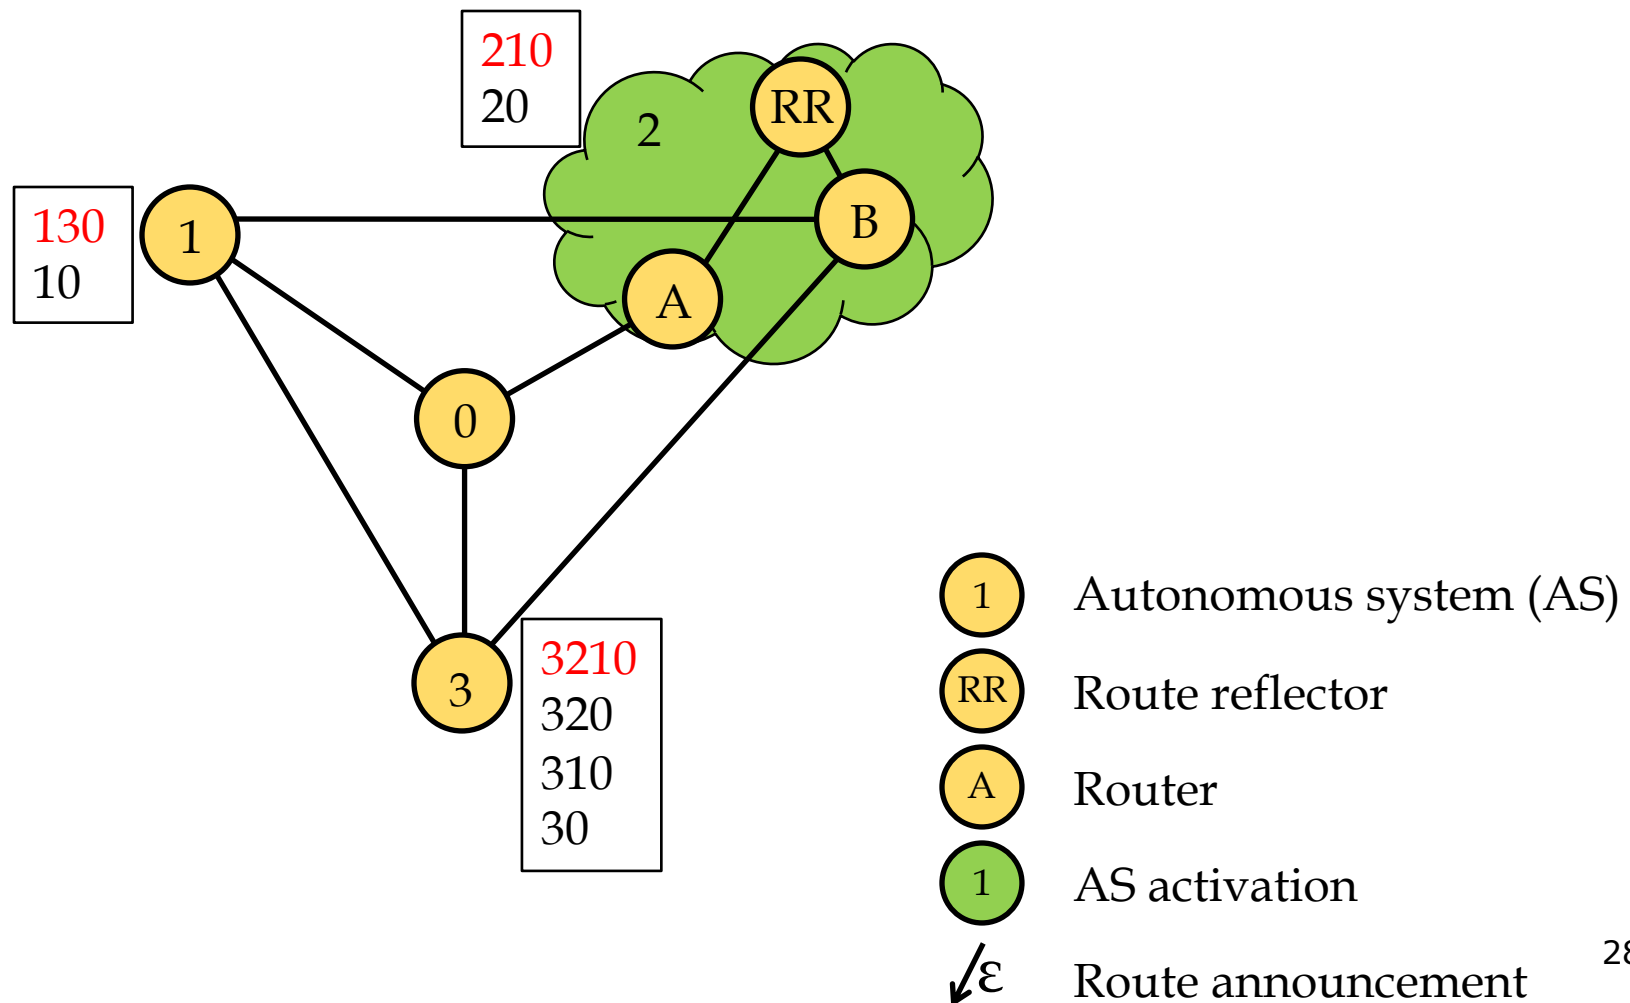 210
20
2
RR
130
10
1
B
A
0
3
3210
320
310
30
1 Autonomous system (AS)
RR Route reflector
A Router
1 AS activation
ε Route announcement
28